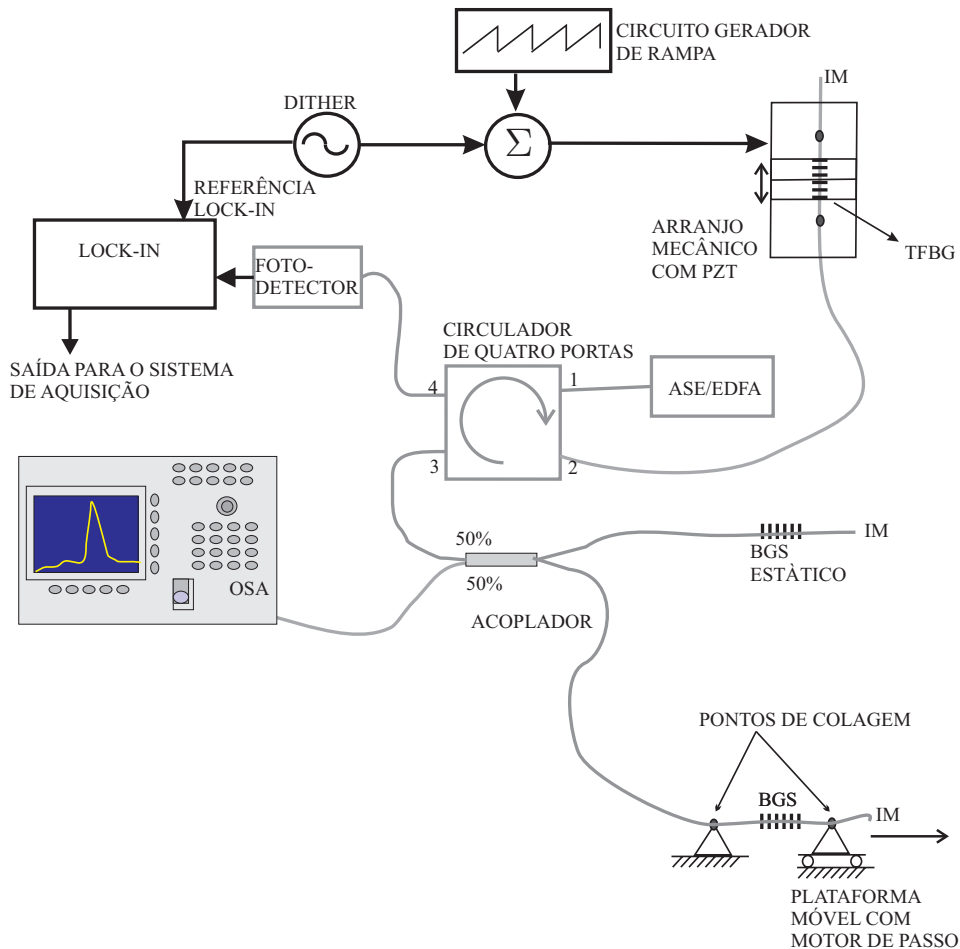 CIRCUITO GERADOR
DE RAMPA
IM
DITHER
Σ
REFERÊNCIA
LOCK-IN
LOCK-IN
FOTO-
DETECTOR
ARRANJO
MECÂNICO
COM PZT
TFBG
SAÍDA PARA O SISTEMA
DE AQUISIÇÃO
CIRCULADOR
DE QUATRO PORTAS
4
1
ASE/EDFA
3
2
50%
50%
ACOPLADOR
IM
BGS
ESTÀTICO
OSA
PONTOS DE COLAGEM
BGS
IM
PLATAFORMA
MÓVEL COM
MOTOR DE PASSO